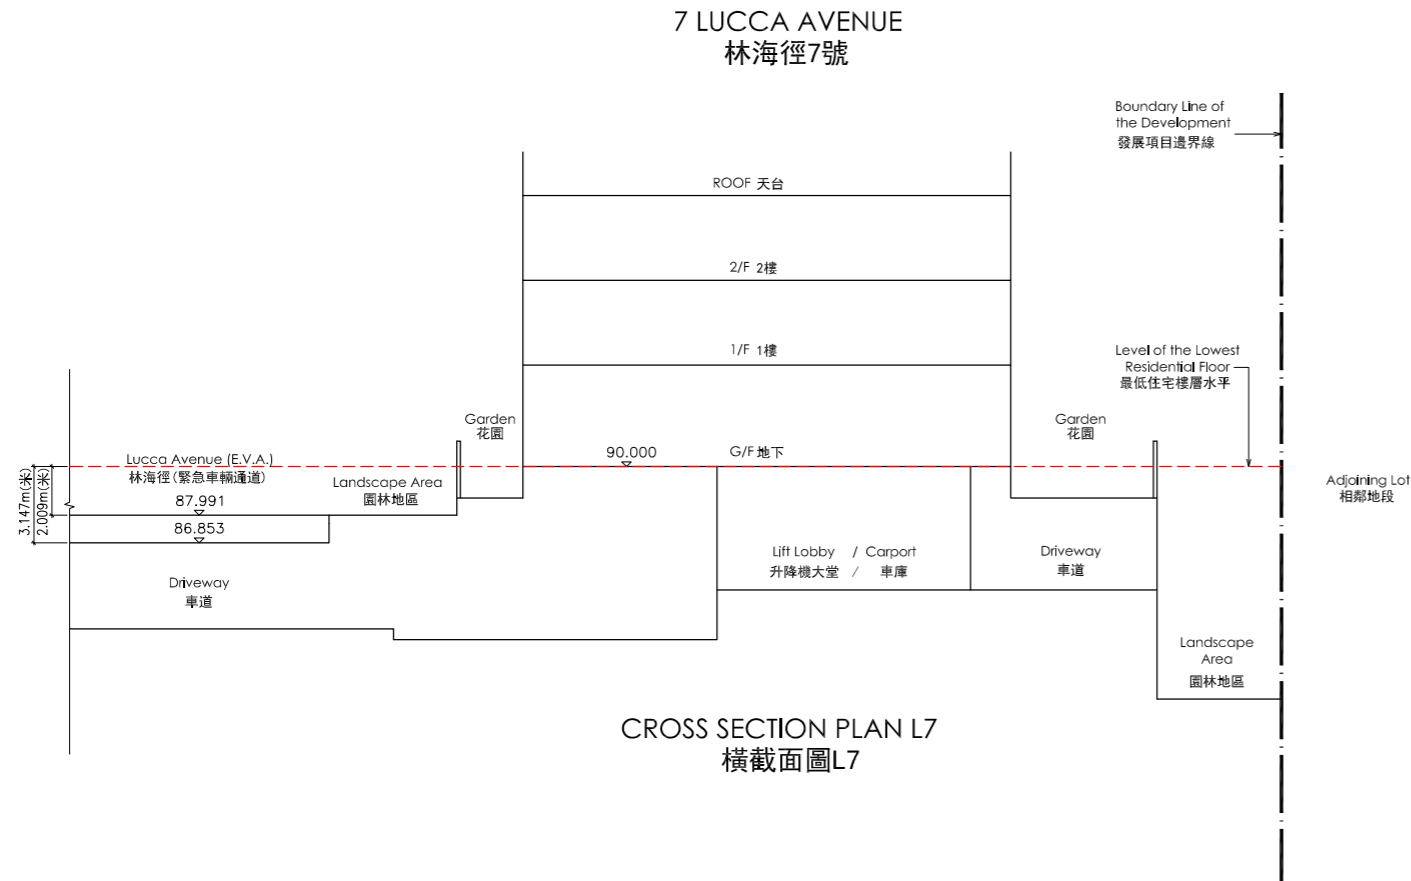 7 LUCCA AVENUE
林海徑7號
Boundary Line of
the Development
發展項目邊界線
ROOF 天台
2/F 2樓
1/F 1樓
Level of the Lowest
Residential Floor
最低住宅樓層水平
Garden
花園
Garden
花園
90.000
G/F 地下
Lucca Avenue (E.V.A.)
林海徑(緊急車輛通道)
Landscape Area
園林地區
87.991
86.853
3.147m(米)
2.009m(米)
Adjoining Lot
相鄰地段
Lift Lobby / Carport
升降機大堂 / 車庫
Driveway
車道
Driveway
車道
Landscape
Area
園林地區
CROSS SECTION PLAN L7
橫截面圖L7